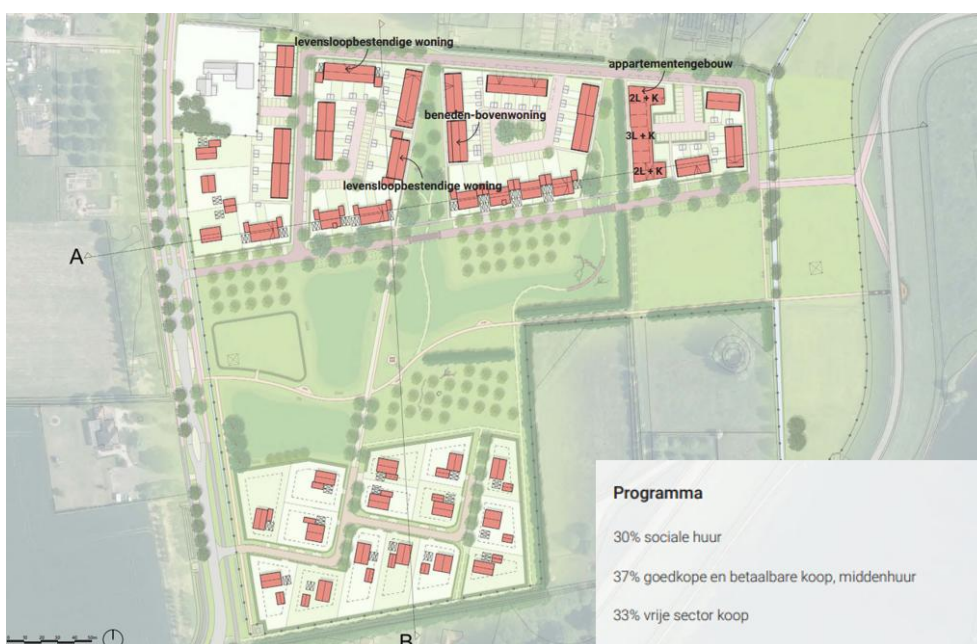 levensloopbestendige woning
appartementengebouw
2L + K
beneden-bovenwoning
3L + K
2L + K
levensloopbestendige woning
A
Programma
30% sociale huur
37% goedkope en betaalbare koop, middenhuur
33% vrije sector koop
B